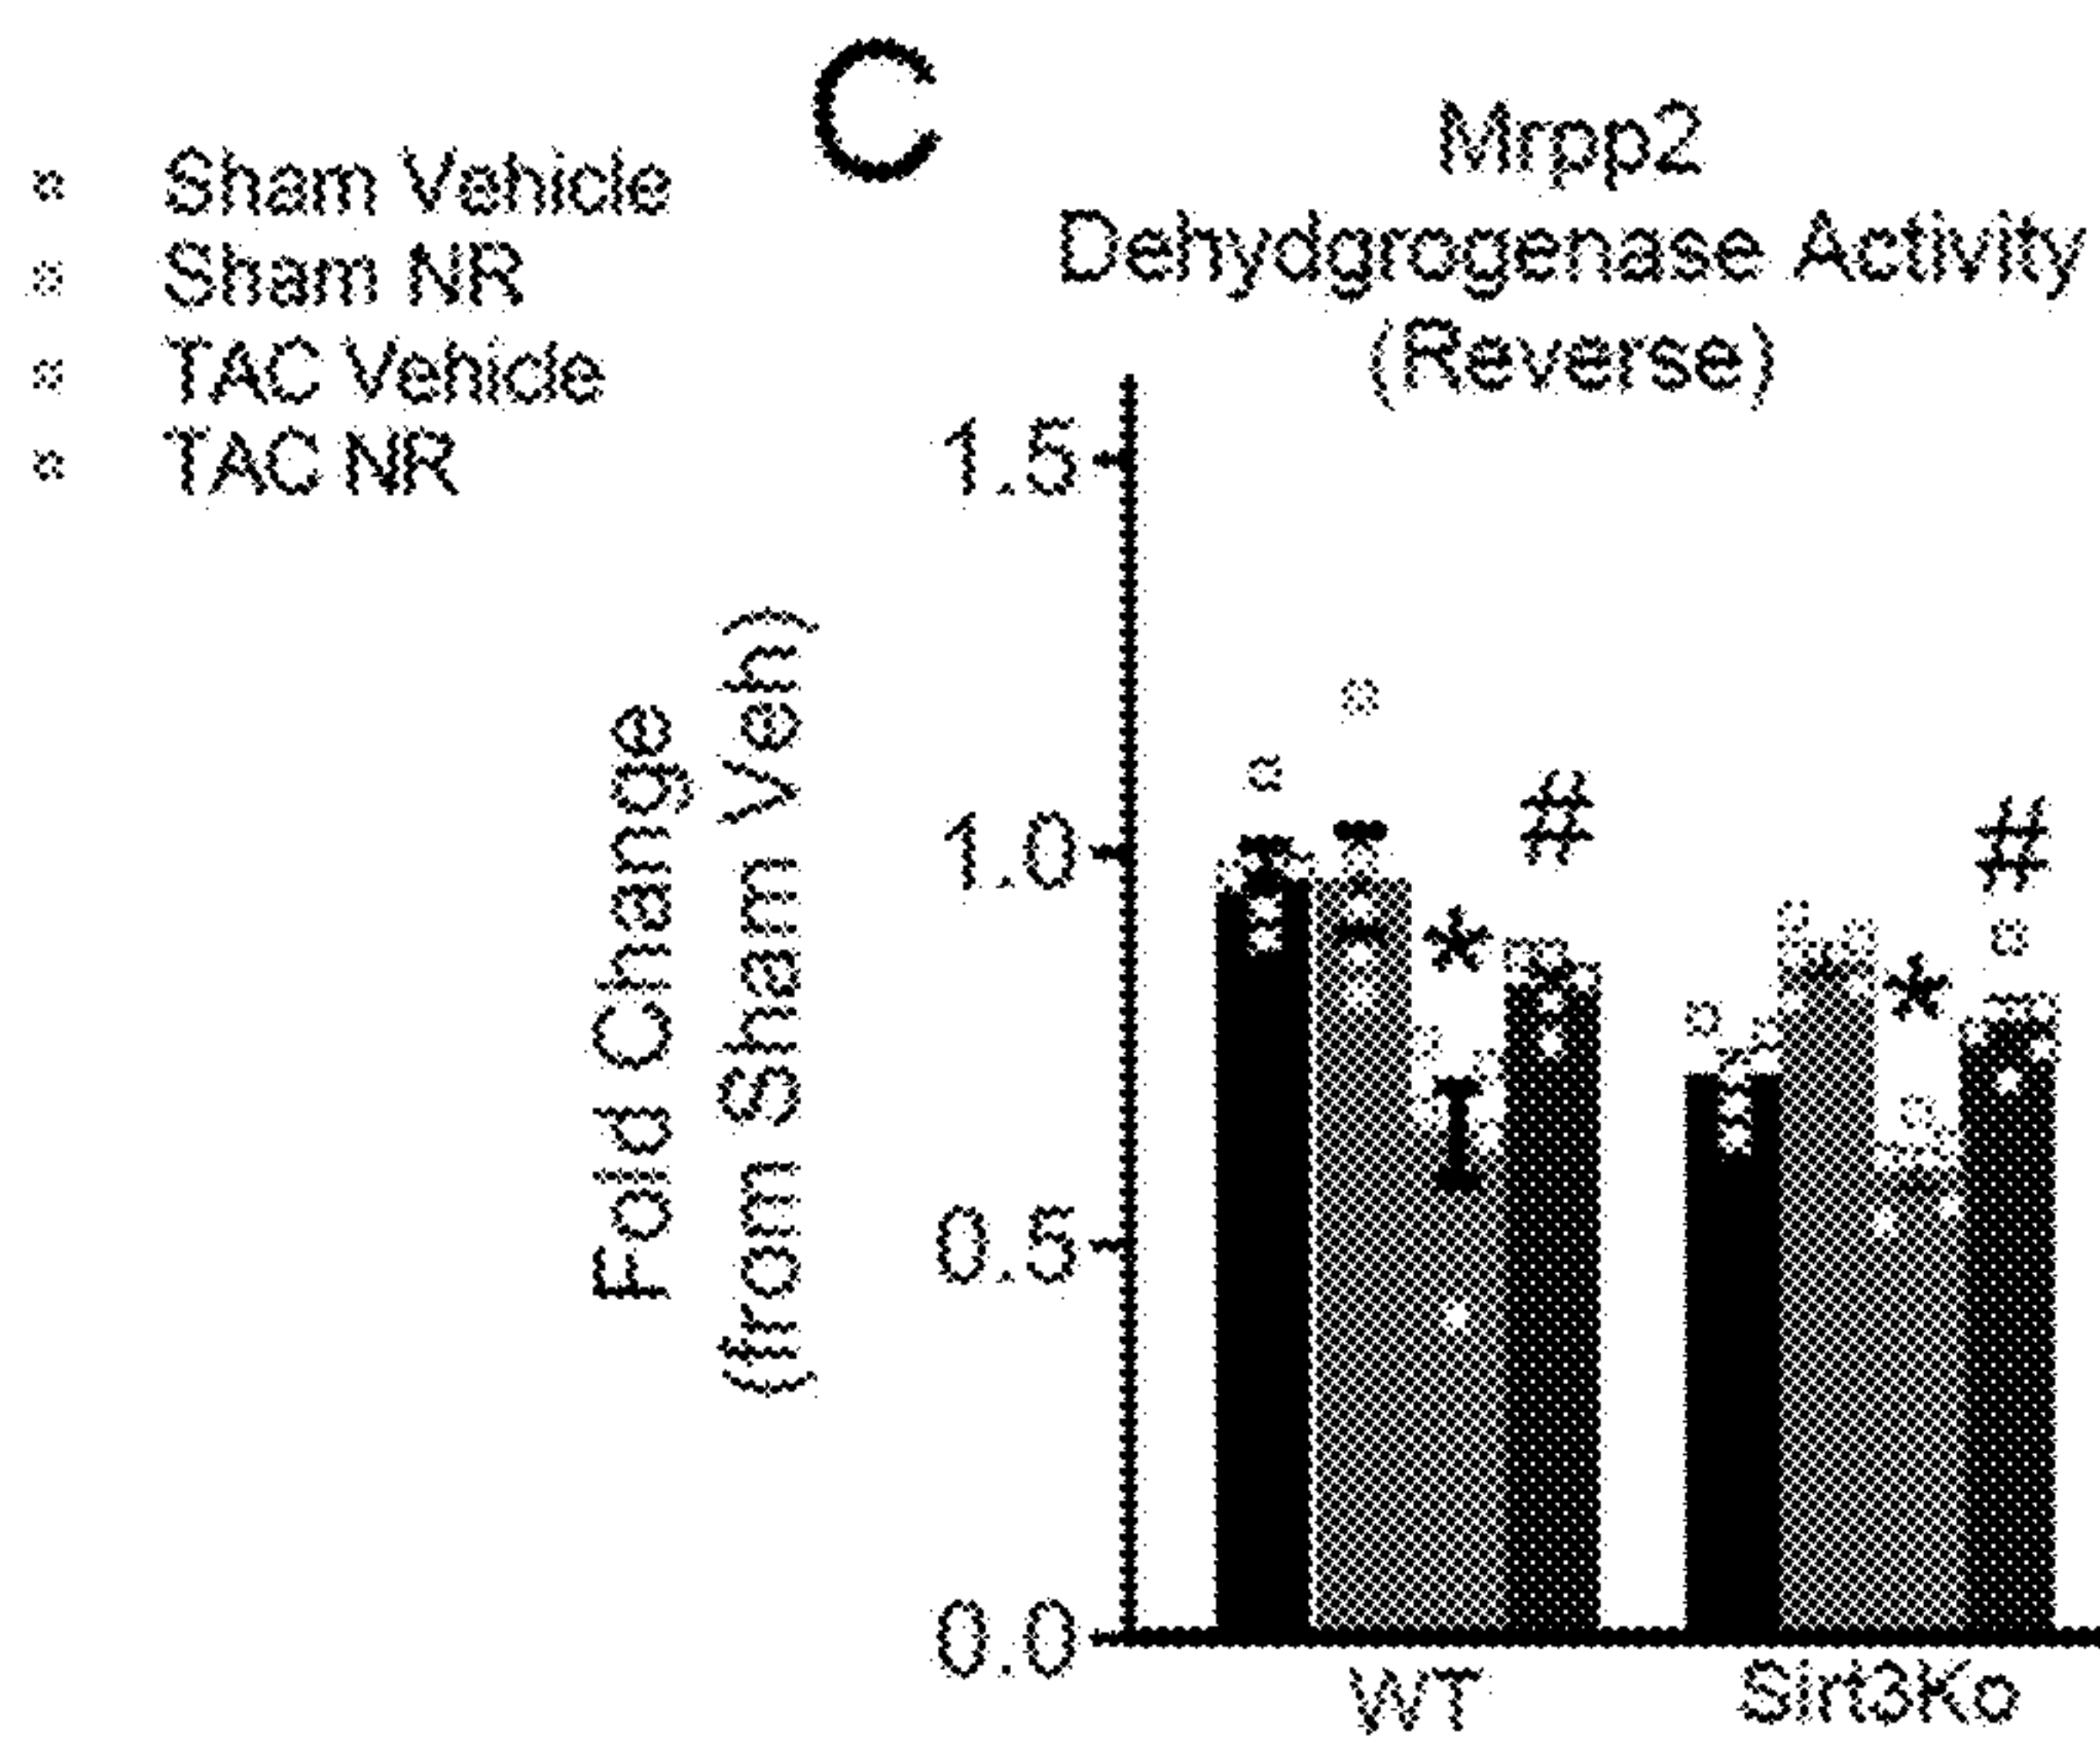 Sham Vehicle
Sham NR
TAC Vehicle
TAC NR
C
Mrpp2
Dehydgrogenase Activity
(Reverse)
Fold Change
(from Sham Veh)
1.5
1.0
0.5
0.0
#
#
*
*
WT
Sirt3Ko